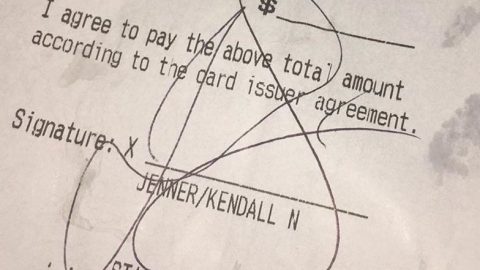 $
I agree to pay the above total amount
according to the card issuer agreement.
Signature: X
JENNER/KENDALL N